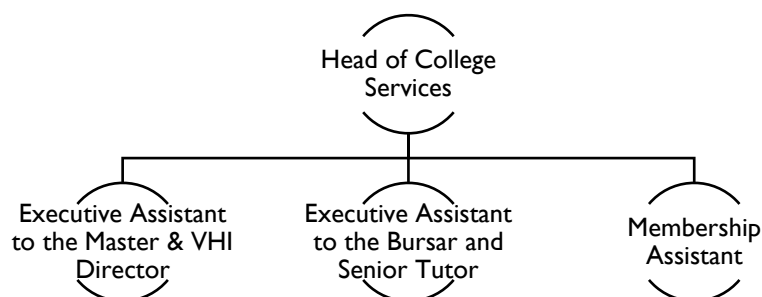 Head of College
Services
Executive Assistant
to the Master & VHI
Director
Executive Assistant
to the Bursar and
Senior Tutor
Membership
Assistant